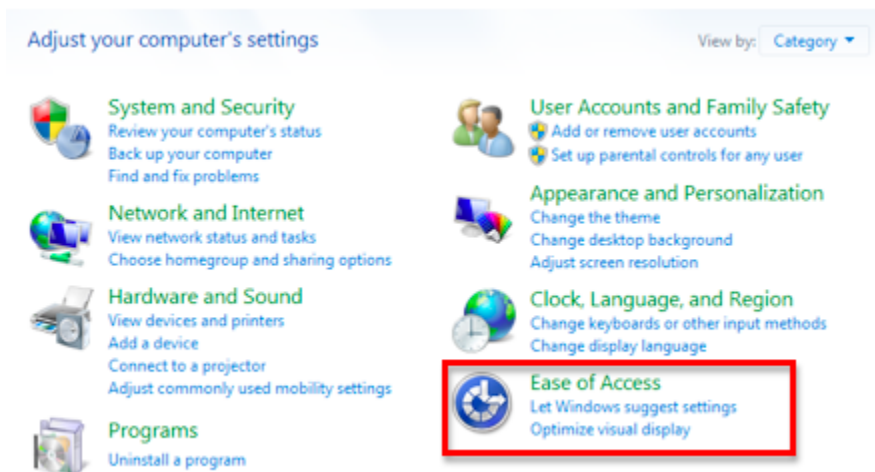 Adjust your computer's settings
View by: Category
System and Security
Review your computer's status
Back up your computer
Find and fix problems
Network and Internet
View network status and tasks
Choose homegroup and sharing options
Hardware and Sound
View devices and printers
Add a device
Connect to a projector
Adjust commonly used mobility settings
Programs
Uninstall a program
User Accounts and Family Safety
Add or remove user accounts
Set up parental controls for any user
Appearance and Personalization
Change the theme
Change desktop background
Adjust screen resolution
Clock, Language, and Region
Change keyboards or other input methods
Change display language
Ease of Access
Let Windows suggest settings
Optimize visual display